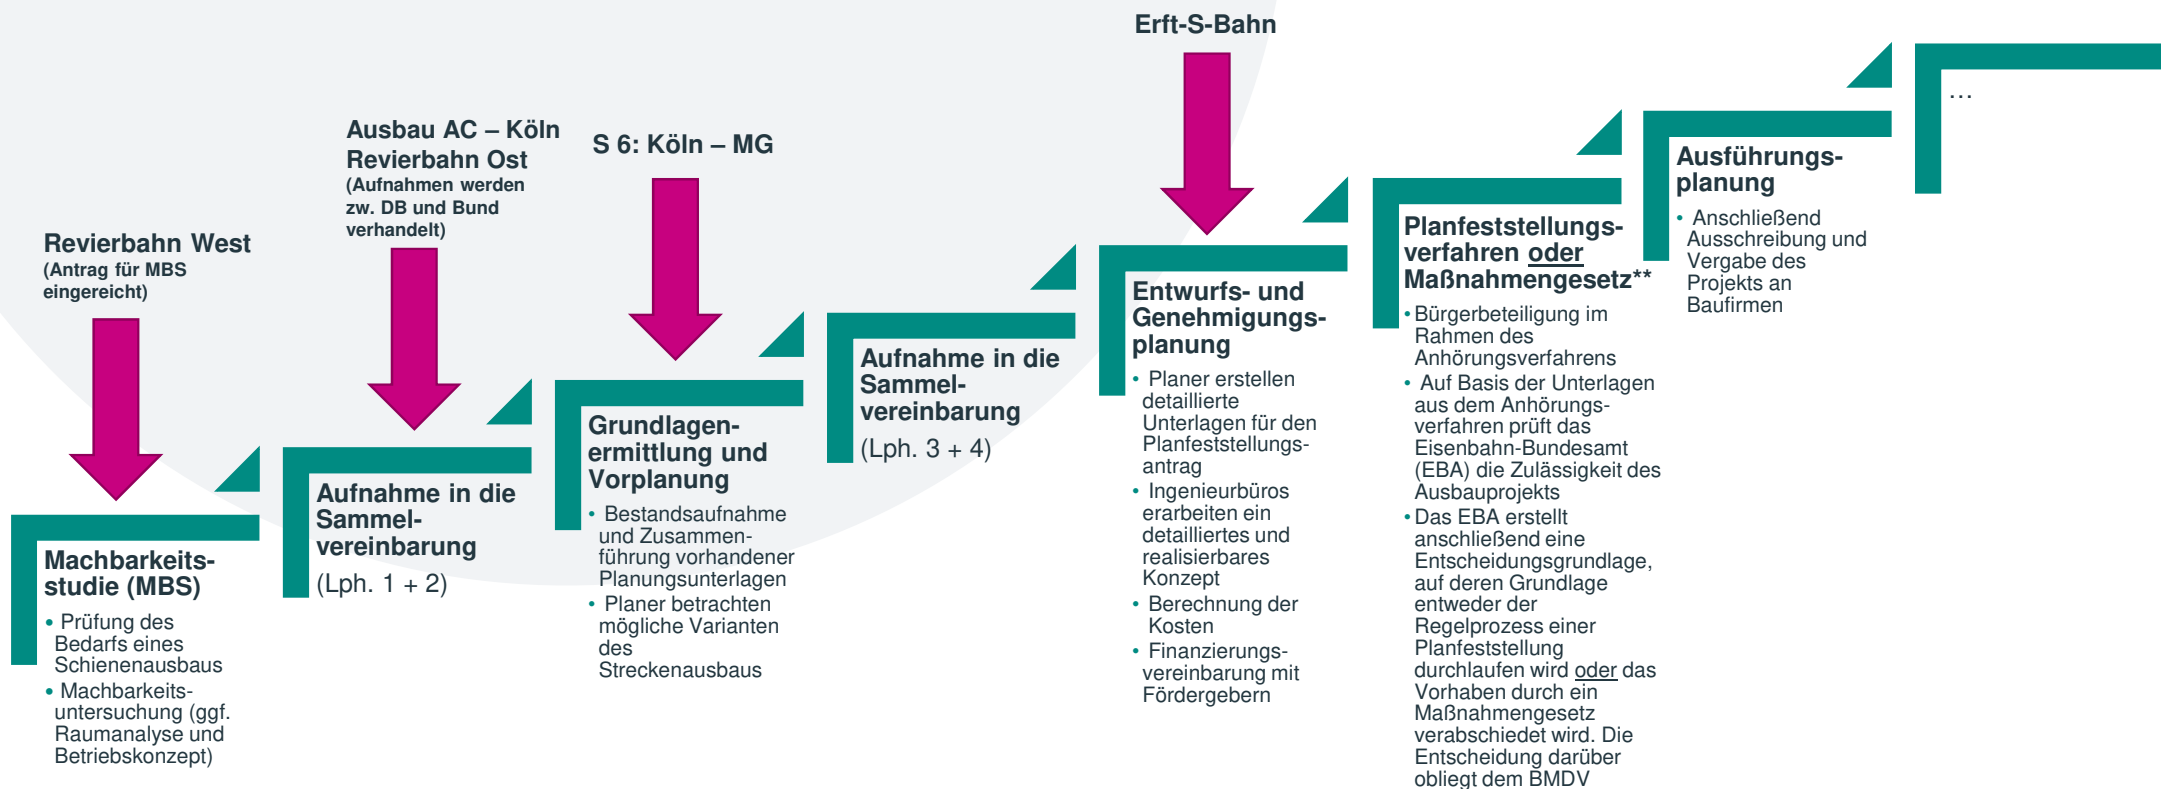 Erft-S-Bahn
Ausbau AC – Köln
Revierbahn Ost
(Aufnahmen werden
zw. DB und Bund
verhandelt)
S 6: Köln – MG
Revierbahn West
(Antrag für MBS
eingereicht)
Machbarkeits-
studie (MBS)
• Prüfung des
Bedarfs eines
Schienenausbaus
• Machbarkeits-
untersuchung (ggf.
Raumanalyse und
Betriebskonzept)
Aufnahme in die
Sammel-
vereinbarung
(Lph. 1 + 2)
Grundlagen-
ermittlung und
Vorplanung
• Bestandsaufnahme
und Zusammen-
führung vorhandener
Planungsunterlagen
• Planer betrachten
mögliche Varianten
des
Streckenausbaus
Aufnahme in die
Sammel-
vereinbarung
(Lph. 3 + 4)
Entwurfs- und
Genehmigungs-
planung
• Planer erstellen
detaillierte
Unterlagen für den
Planfeststellungs-
antrag
• Ingenieurbüros
erarbeiten ein
detailliertes und
realisierbares
Konzept
• Berechnung der
Kosten
• Finanzierungs-
vereinbarung mit
Fördergebern
Planfeststellungs-
verfahren oder
Maßnahmengesetz**
• Bürgerbeteiligung im
Rahmen des
Anhörungsverfahrens
• Auf Basis der Unterlagen
aus dem Anhörungs-
verfahren prüft das
Eisenbahn-Bundesamt
(EBA) die Zulässigkeit des
Ausbauprojekts
• Das EBA erstellt
anschließend eine
Entscheidungsgrundlage,
auf deren Grundlage
entweder der
Regelprozess einer
Planfeststellung
durchlaufen wird oder das
Vorhaben durch ein
Maßnahmengesetz
verabschiedet wird. Die
Entscheidung darüber
obliegt dem BMDV
Ausführungs-
planung
• Anschließend
Ausschreibung und
Vergabe des
Projekts an
Baufirmen
…